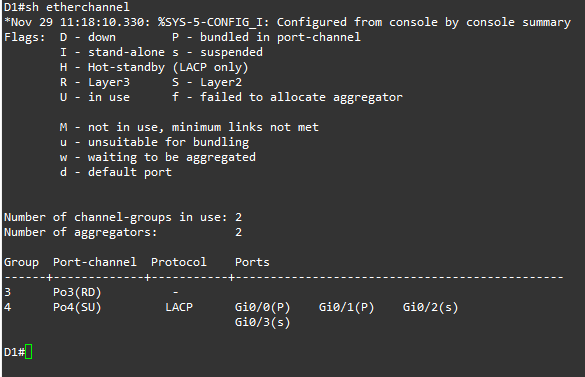 D1#sh etherchannel
*Nov 29 11:18:10.330: %SYS-5-CONFIG_I: Configured from console by console summary
Flags:  D - down        P - bundled in port-channel
        I - stand-alone s - suspended
        H - Hot-standby (LACP only)
        R - Layer3      S - Layer2
        U - in use      f - failed to allocate aggregator

        M - not in use, minimum links not met
        u - unsuitable for bundling
        w - waiting to be aggregated
        d - default port


Number of channel-groups in use: 2
Number of aggregators:           2

Group  Port-channel  Protocol    Ports
------+-------------+-----------+-----------------------------------------------
3      Po3(RD)          -
4      Po4(SU)         LACP      Gi0/0(P)    Gi0/1(P)    Gi0/2(s)
                                 Gi0/3(s)

D1#